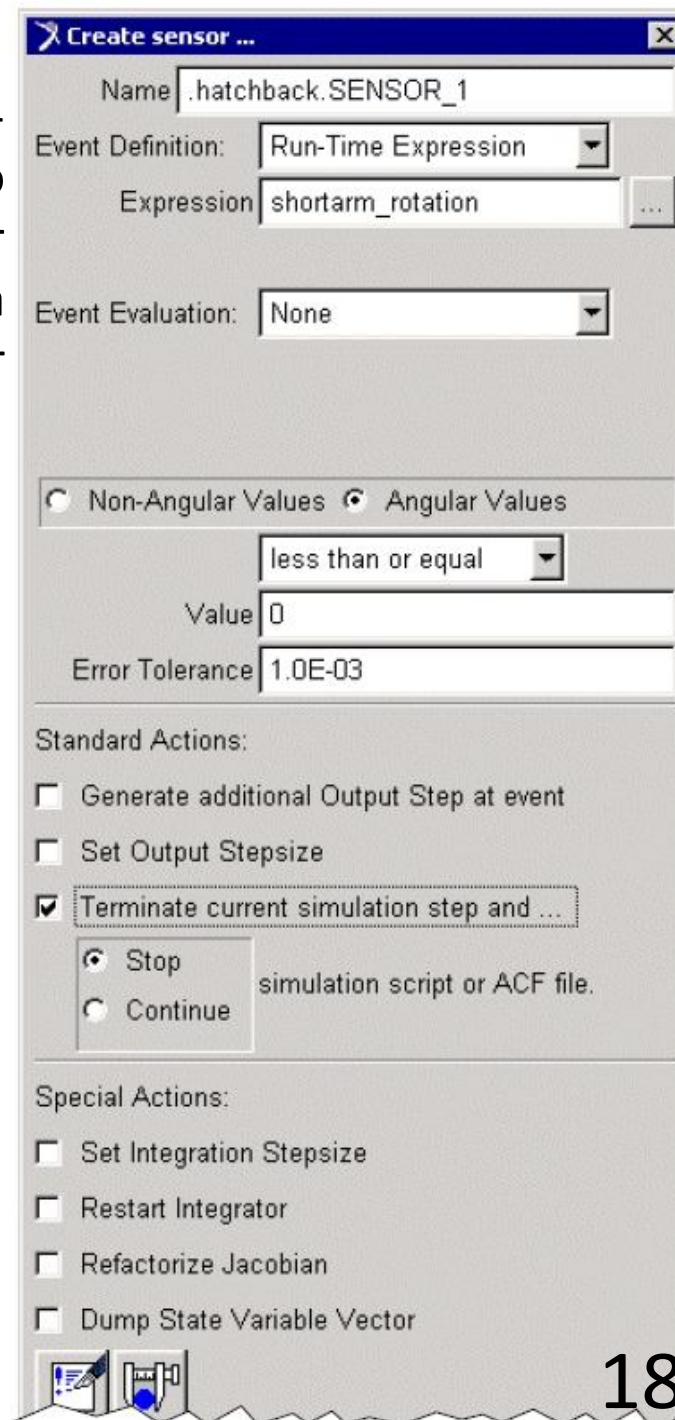 Create sensor ...
Name .hatchback.SENSOR_1
Event Definition: Run-Time Expression
Expression shortarm_rotation ...
Event Evaluation: None
Non-Angular Values Angular Values
less than or equal
Value 0
Error Tolerance 1.0E-03
Standard Actions:
Generate additional Output Step at event
Set Output Stepsize
Terminate current simulation step and ...
Stop
simulation script or ACF file.
Continue
Special Actions:
Set Integration Stepsize
Restart Integrator
Refactorize Jacobian
Dump State Variable Vector
18